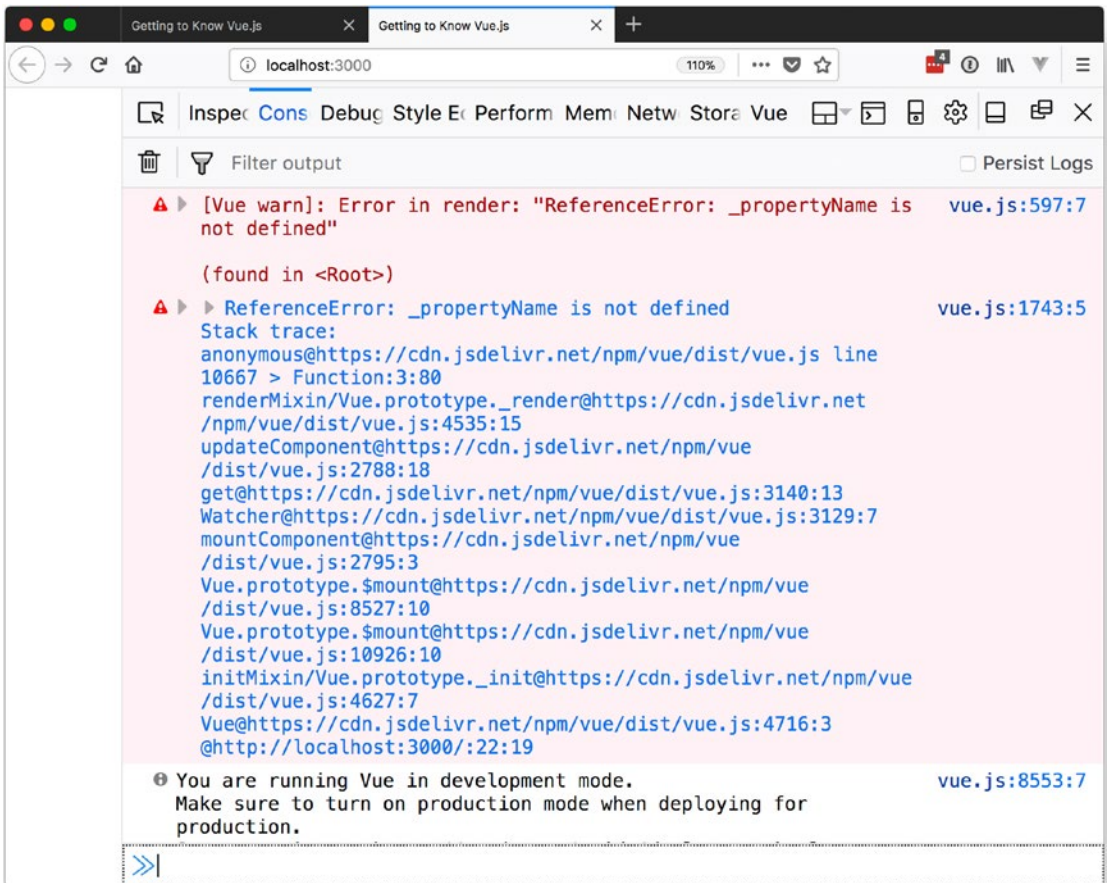 Getting to Know Vue.js
Getting to Know Vue.js
localhost:3000
110%
4
Inspec Cons Debug Style Ec Perform Mem Netw Stora Vue
Filter output
Persist Logs
[Vue warn]: Error in render: "ReferenceError: _propertyName is vue.js:597:7
not defined"
(found in <Root>)
ReferenceError: _propertyName is not defined vue.js:1743:5
Stack trace:
anonymous@https://cdn.jsdelivr.net/npm/vue/dist/vue.js line
10667 > Function:3:80
renderMixin/Vue.prototype._render@https://cdn.jsdelivr.net
/npm/vue/dist/vue.js:4535:15
updateComponent@https://cdn.jsdelivr.net/npm/vue
/dist/vue.js:2788:18
get@https://cdn.jsdelivr.net/npm/vue/dist/vue.js:3140:13
Watcher@https://cdn.jsdelivr.net/npm/vue/dist/vue.js:3129:7
mountComponent@https://cdn.jsdelivr.net/npm/vue
/dist/vue.js:2795:3
Vue.prototype.$mount@https://cdn.jsdelivr.net/npm/vue
/dist/vue.js:8527:10
Vue.prototype.$mount@https://cdn.jsdelivr.net/npm/vue
/dist/vue.js:10926:10
initMixin/Vue.prototype._init@https://cdn.jsdelivr.net/npm/vue
/dist/vue.js:4627:7
Vue@https://cdn.jsdelivr.net/npm/vue/dist/vue.js:4716:3
@http://localhost:3000/:22:19
You are running Vue in development mode. vue.js:8553:7
Make sure to turn on production mode when deploying for
production.